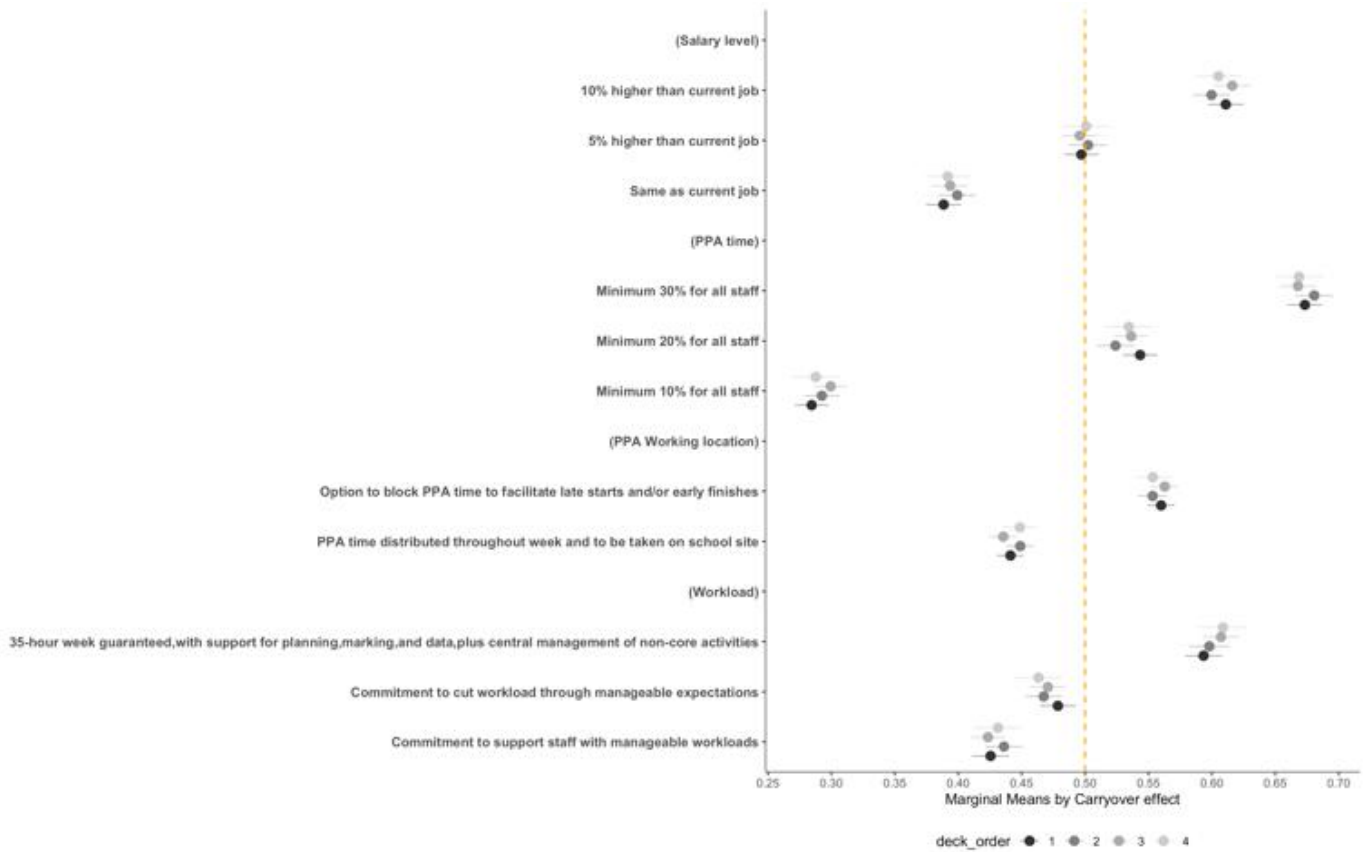 (Salary level)
10% higher than current job
5% higher than current job
Same as current job
(PPA time)
Minimum 30% for all staff
Minimum 20% for all staff
Minimum 10% for all staff
(PPA Working location)
Option to block PPA time to facilitate late starts and/or early finishes
PPA time distributed throughout week and to be taken on school site
(Workload)
35-hour week guaranteed,with support for planning,marking,and data,plus central management of non-core activities
Commitment to cut workload through manageable expectations
Commitment to support staff with manageable workloads
0.25 0.30 0.35 0.40 0.45 0.50 0.55 0.60 0.65 0.70
Marginal Means by Carryover effect
deck_order 1 2 3 4